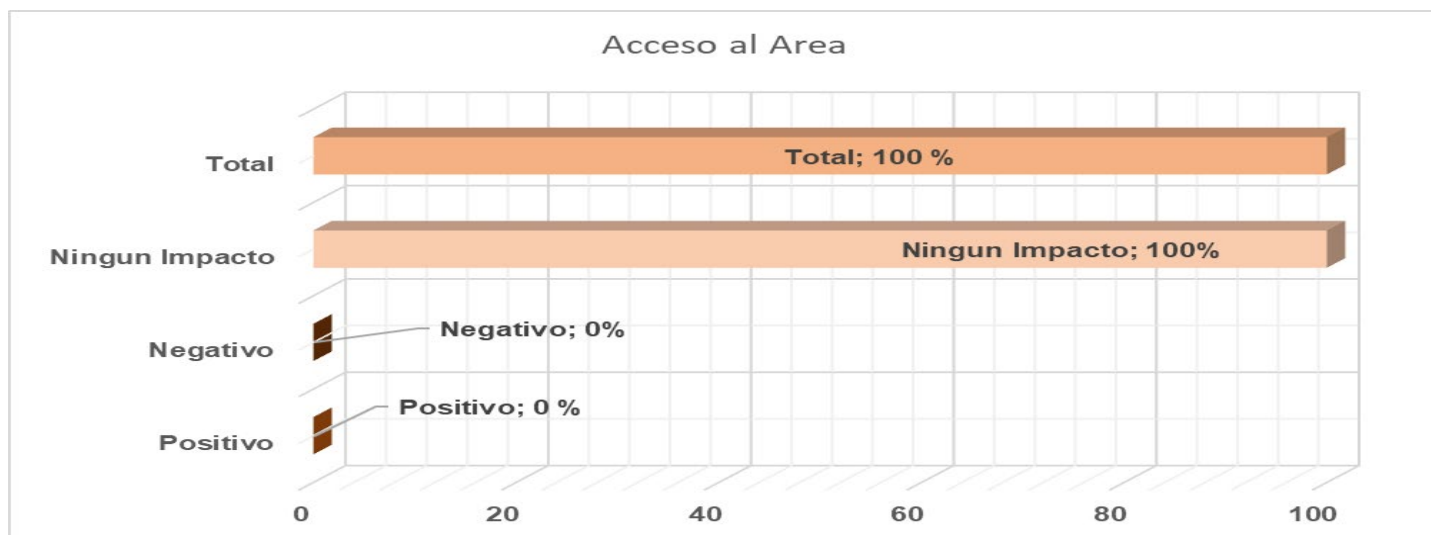 Acceso al Area
Total
Total; 100 %
Ningun Impacto
Ningun Impacto; 100%
Negativo
Negativo; 0%
Positivo
Positivo; 0 %
0 20 40 60 80 100